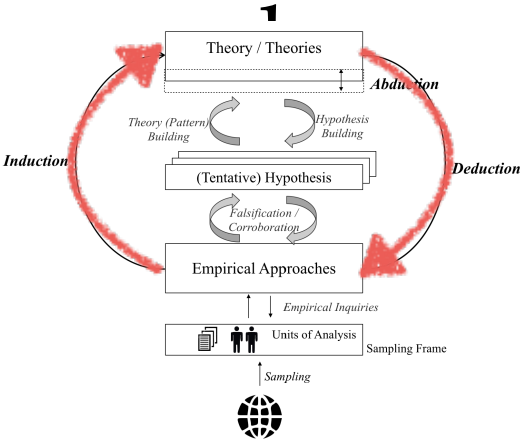 1
Theory / Theories
Abduction
Theory (Pattern)
Building
Hypothesis
Building
Induction
(Tentative) Hypothesis
Deduction
Falsification /
Corroboration
Empirical Approaches
Empirical Inquiries
Units of Analysis
Sampling Frame
Sampling